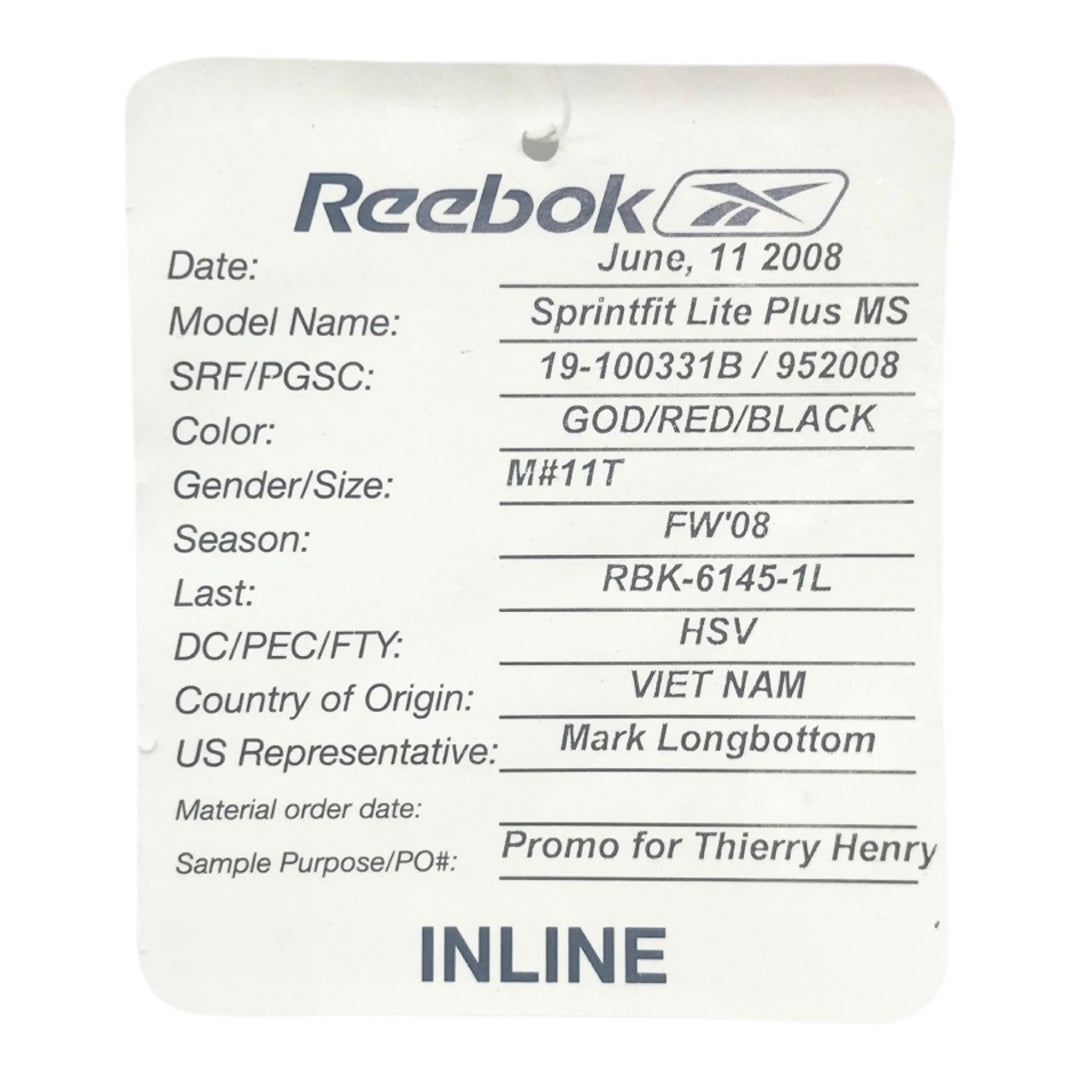 Reebok
Date: June, 11 2008
Model Name: Sprintfit Lite Plus MS
SRF/PGSC: 19-100331B / 952008
Color: GOD/RED/BLACK
Gender/Size: M#11T
Season: FW'08
Last: RBK-6145-1L
DC/PEC/FTY: HSV
Country of Origin: VIET NAM
US Representative: Mark Longbottom
Material order date:
Sample Purpose/PO#: Promo for Thierry Henry
INLINE